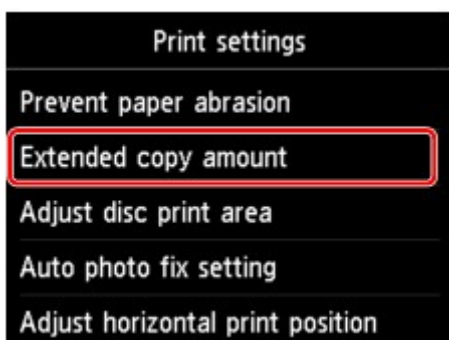 Print settings
Prevent paper abrasion
Extended copy amount
Adjust disc print area
Auto photo fix setting
Adjust horizontal print position